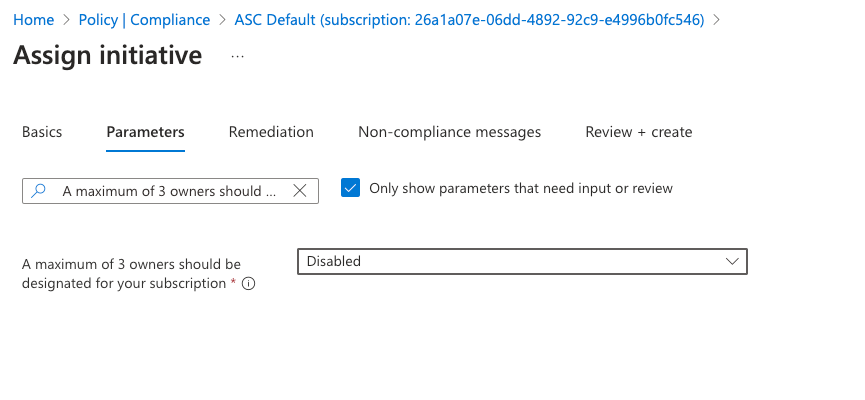 Home > Policy | Compliance > ASC Default (subscription: 26a1a07e-06dd-4892-92c9-e4996b0fc546) >
Assign initiative ...
Basics Parameters Remediation Non-compliance messages Review + create
A maximum of 3 owners should ... Only show parameters that need input or review
A maximum of 3 owners should be
designated for your subscription *
Disabled